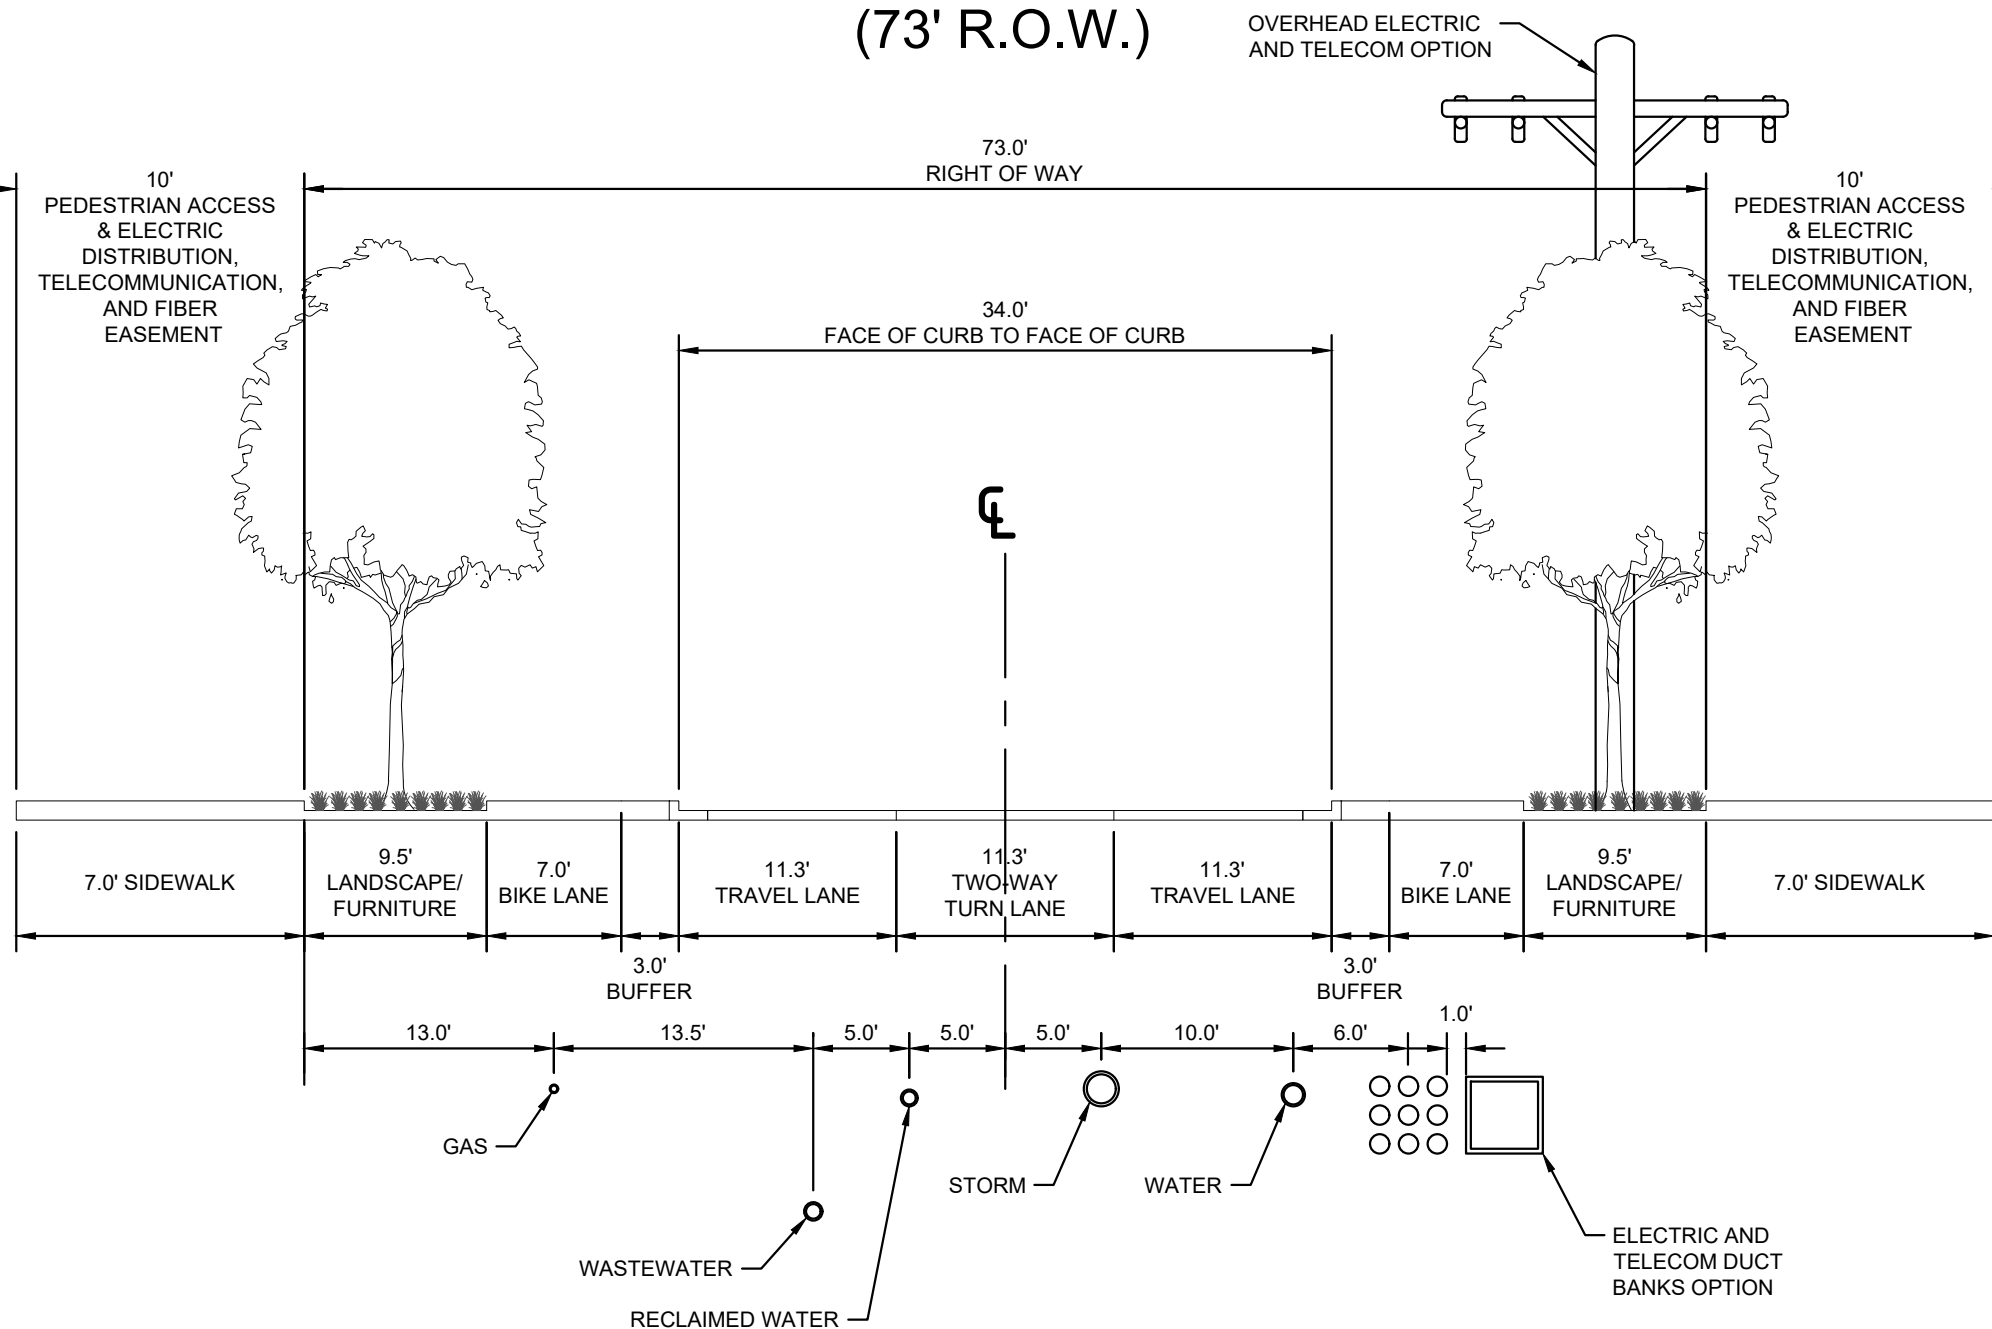 (73' R.O.W.)
OVERHEAD ELECTRIC
AND TELECOM OPTION
73.0'
RIGHT OF WAY
10'
PEDESTRIAN ACCESS
& ELECTRIC
DISTRIBUTION,
TELECOMMUNICATION,
AND FIBER
EASEMENT
10'
PEDESTRIAN ACCESS
& ELECTRIC
DISTRIBUTION,
TELECOMMUNICATION,
AND FIBER
EASEMENT
34.0'
FACE OF CURB TO FACE OF CURB
CL
7.0' SIDEWALK
9.5'
LANDSCAPE/
FURNITURE
7.0'
BIKE LANE
11.3'
TRAVEL LANE
11.3'
TWO-WAY
TURN LANE
11.3'
TRAVEL LANE
7.0'
BIKE LANE
9.5'
LANDSCAPE/
FURNITURE
7.0' SIDEWALK
3.0'
BUFFER
3.0'
BUFFER
13.0'
13.5'
5.0'
5.0'
5.0'
10.0'
6.0'
1.0'
GAS
STORM
WATER
WASTEWATER
RECLAIMED WATER
ELECTRIC AND
TELECOM DUCT
BANKS OPTION